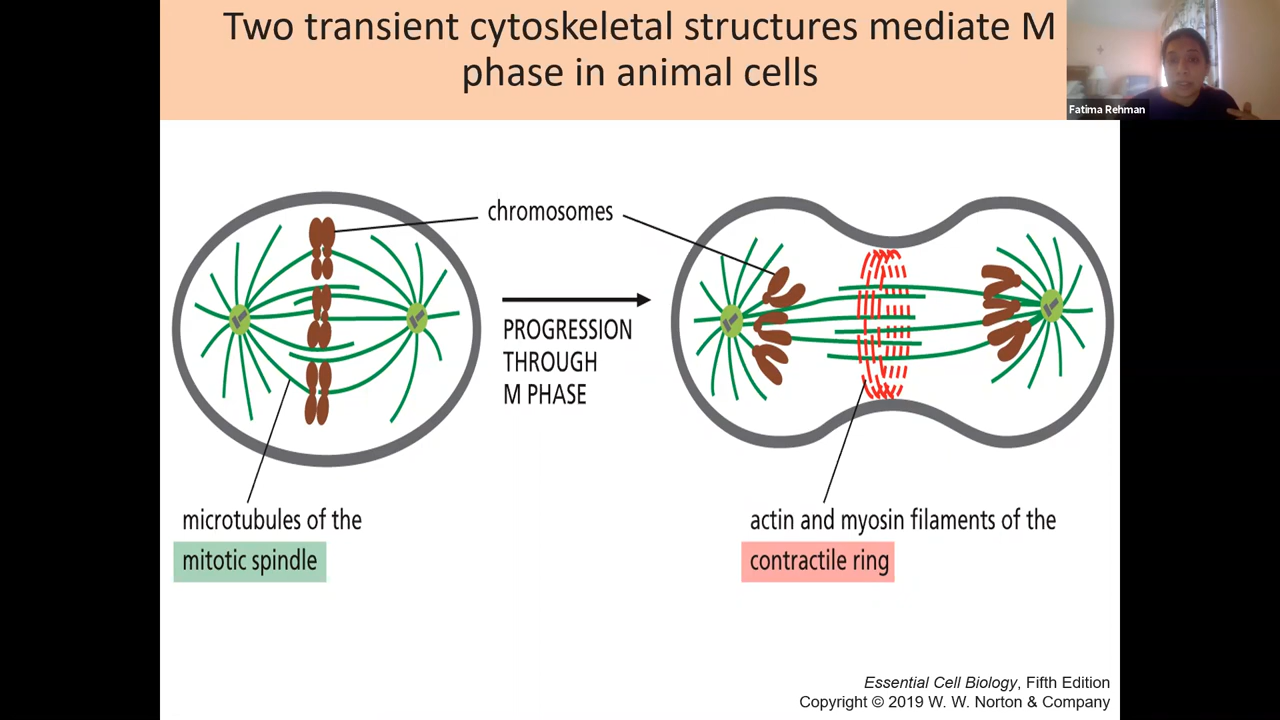 Two transient cytoskeletal structures mediate M
phase in animal cells
Fatima Rehman
chromosomes
PROGRESSION
THROUGH
M PHASE
microtubules of the
mitotic spindle
actin and myosin filaments of the
contractile ring
Essential Cell Biology, Fifth Edition
Copyright © 2019 W. W. Norton & Company